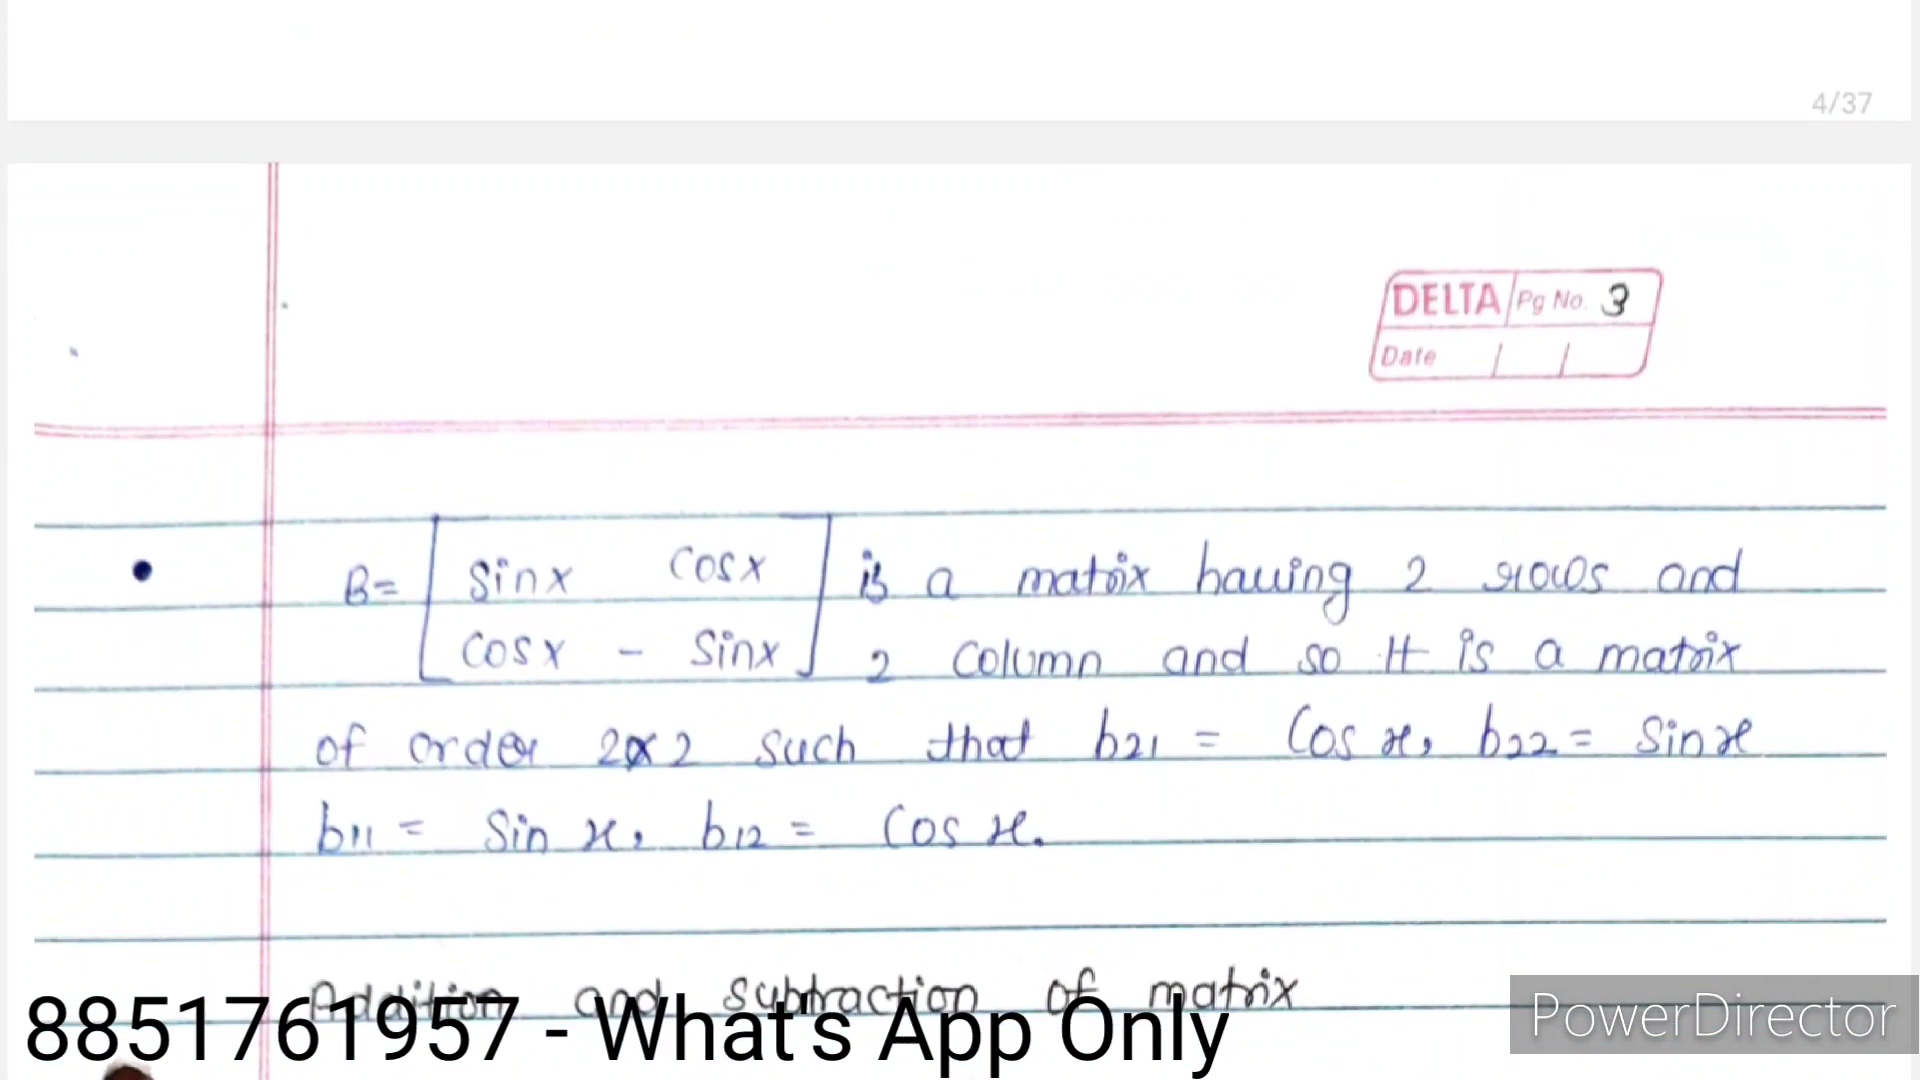 4/37
DELTA Pg No. 3
Date / /
• B= [ Sinx Cosx ] is a matrix having 2 rows and
[ Cosx - Sinx ] 2 Column and so It is a matrix
of order 2x2 such that b21 = Cos x, b22 = Sin x
b11 = Sin x, b12 = Cos x.
Addition and subtraction of matrix
8851761957 - What's App Only
PowerDirector